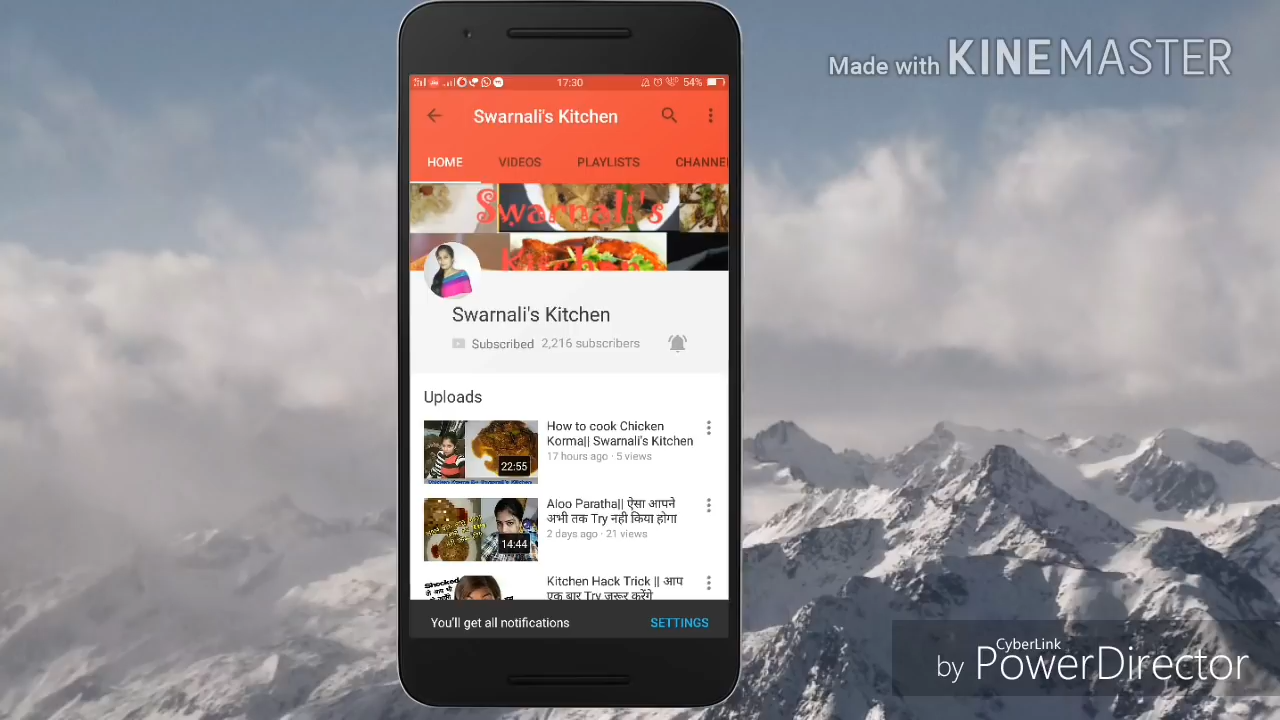 Made with KINEMASTER
17:30
54%
Swarnali's Kitchen
HOME VIDEOS PLAYLISTS CHANNE
Swarnali's
Kitchen
Swarnali's Kitchen
Subscribed 2,216 subscribers
Uploads
How to cook Chicken
Korma|| Swarnali's Kitchen
17 hours ago · 5 views
22:55
Aloo Paratha|| ऐसा आपने
अभी तक Try नही किया होगा
2 days ago · 21 views
14:44
Kitchen Hack Trick || आप
एक बार Try जरूर करेंगे
Shocked
You'll get all notifications SETTINGS
CyberLink
by PowerDirector